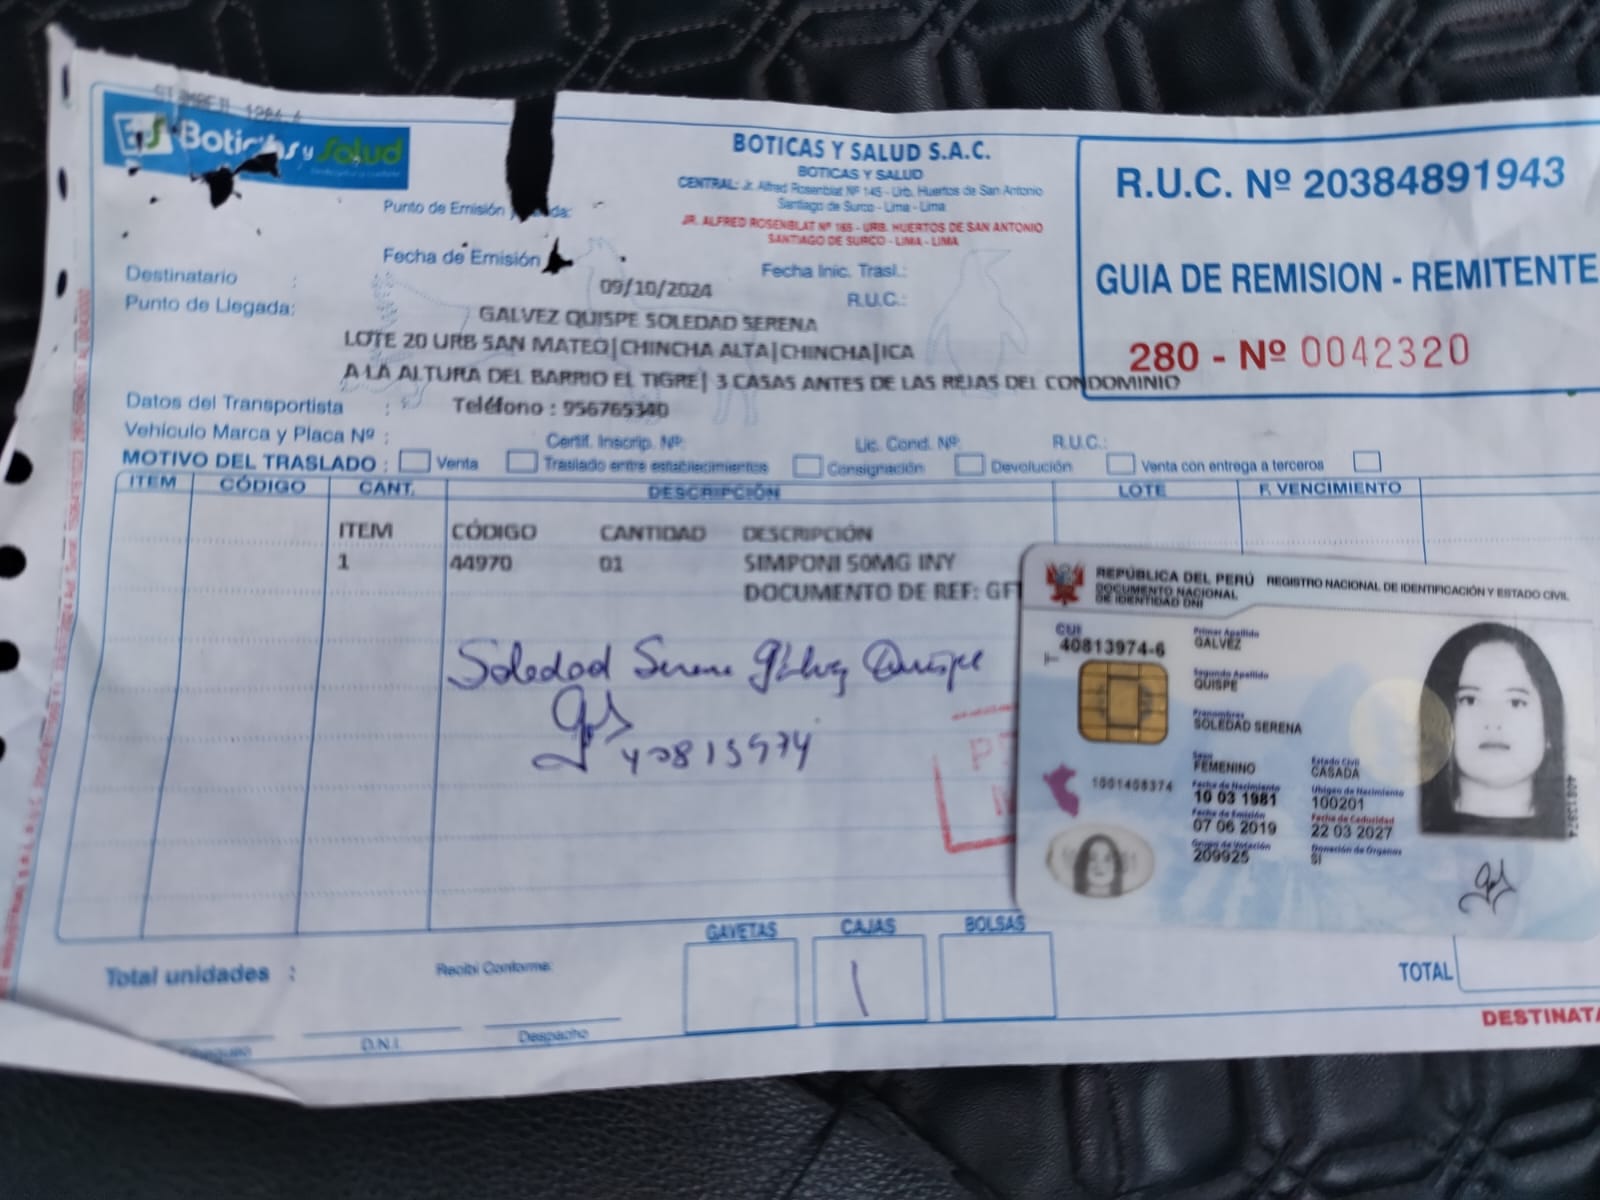 Boticas y Salud
BOTICAS Y SALUD S.A.C.
BOTICAS Y SALUD
CENTRAL: Jr. Alfred Rosenblat Nº 145 - Urb. Huertos de San Antonio
Santiago de Surco - Lima - Lima
JR. ALFRED ROSENBLAT Nº 165 - URB. HUERTOS DE SAN ANTONIO
SANTIAGO DE SURCO - LIMA - LIMA
R.U.C. Nº 20384891943
GUIA DE REMISION - REMITENTE
280 - Nº 0042320
Punto de Emisión
Fecha de Emisión
Fecha Inic. Trasl.:
09/10/2024
R.U.C.:
Destinatario :
GALVEZ QUISPE SOLEDAD SERENA
Punto de Llegada:
LOTE 20 URB SAN MATEO|CHINCHA ALTA|CHINCHA|ICA
A LA ALTURA DEL BARRIO EL TIGRE| 3 CASAS ANTES DE LAS REJAS DEL CONDOMINIO
Datos del Transportista :
Teléfono : 956765340
Vehículo Marca y Placa Nº :
Certif. Inscrip. Nº:
Lic. Cond. Nº:
R.U.C.:
MOTIVO DEL TRASLADO :
Venta
Traslado entre establecimientos
Consignación
Devolución
Venta con entrega a terceros
ITEM CÓDIGO CANT. DESCRIPCIÓN LOTE F. VENCIMIENTO
ITEM CÓDIGO CANTIDAD DESCRIPCIÓN
1 44970 01 SIMPONI 50MG INY
DOCUMENTO DE REF: GFT
Soledad Serena Gálvez Quispe
40813974
REPÚBLICA DEL PERÚ REGISTRO NACIONAL DE IDENTIFICACIÓN Y ESTADO CIVIL
DOCUMENTO NACIONAL
DE IDENTIDAD DNI
CUI
40813974-6
Primer Apellido
GALVEZ
Segundo Apellido
QUISPE
Prenombres
SOLEDAD SERENA
Sexo
FEMENINO
Estado Civil
CASADA
Fecha de Nacimiento
10 03 1981
Ubigeo de Nacimiento
100201
Fecha de Emisión
07 06 2019
Fecha de Caducidad
22 03 2027
Grupo de Votación
209925
Donación de Órganos
SI
1001408374
40813974
GAVETAS CAJAS BOLSAS
Total unidades :
Recibí Conforme:
TOTAL
D.N.I.
Despacho
DESTINATA